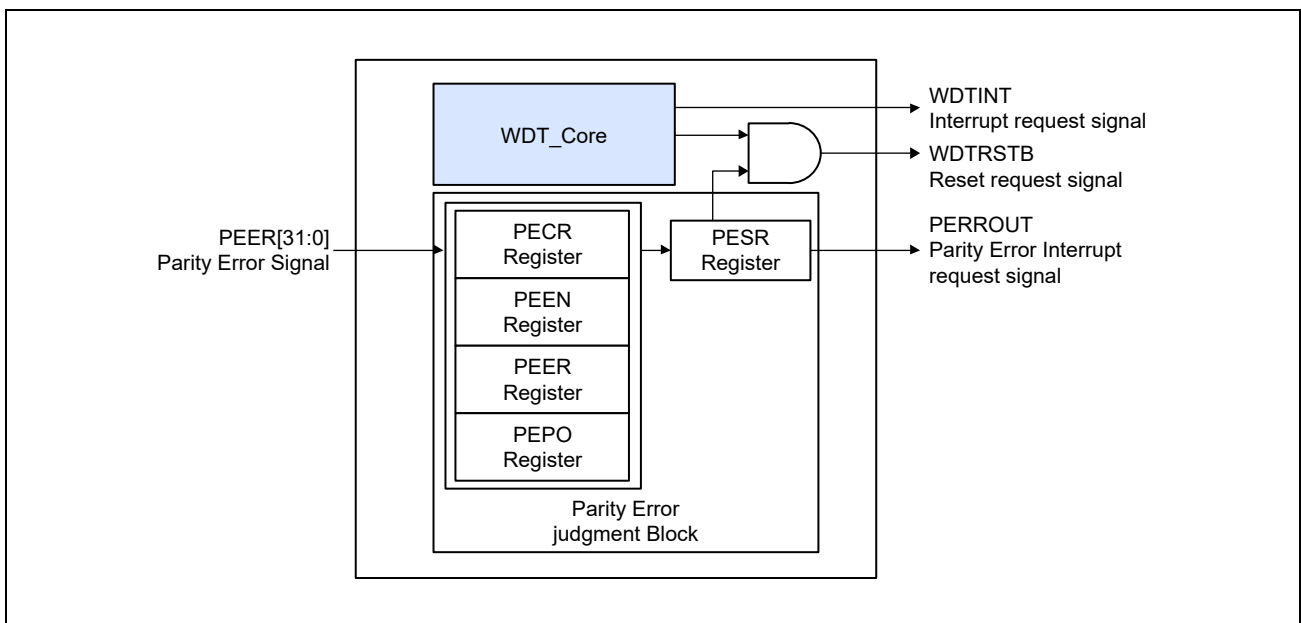 WDT_Core
WDTINT
Interrupt request signal
WDTRSTB
Reset request signal
PEER[31:0]
Parity Error Signal
PECR
Register
PEEN
Register
PEER
Register
PEPO
Register
PESR
Register
PERROUT
Parity Error Interrupt
request signal
Parity Error
judgment Block